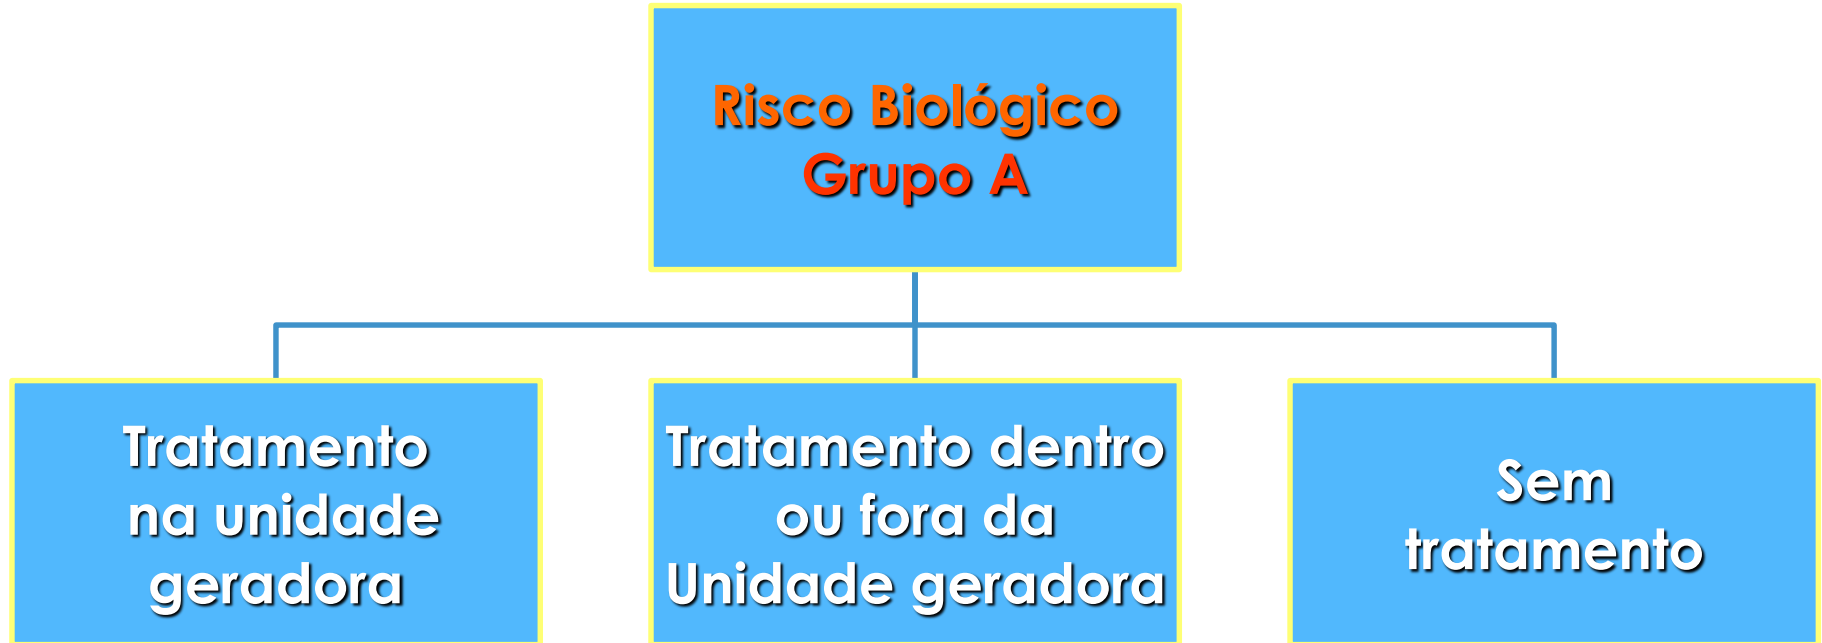 Risco Biológico
Grupo A
Tratamento
na unidade
geradora
Tratamento dentro
ou fora da
Unidade geradora
Sem
tratamento